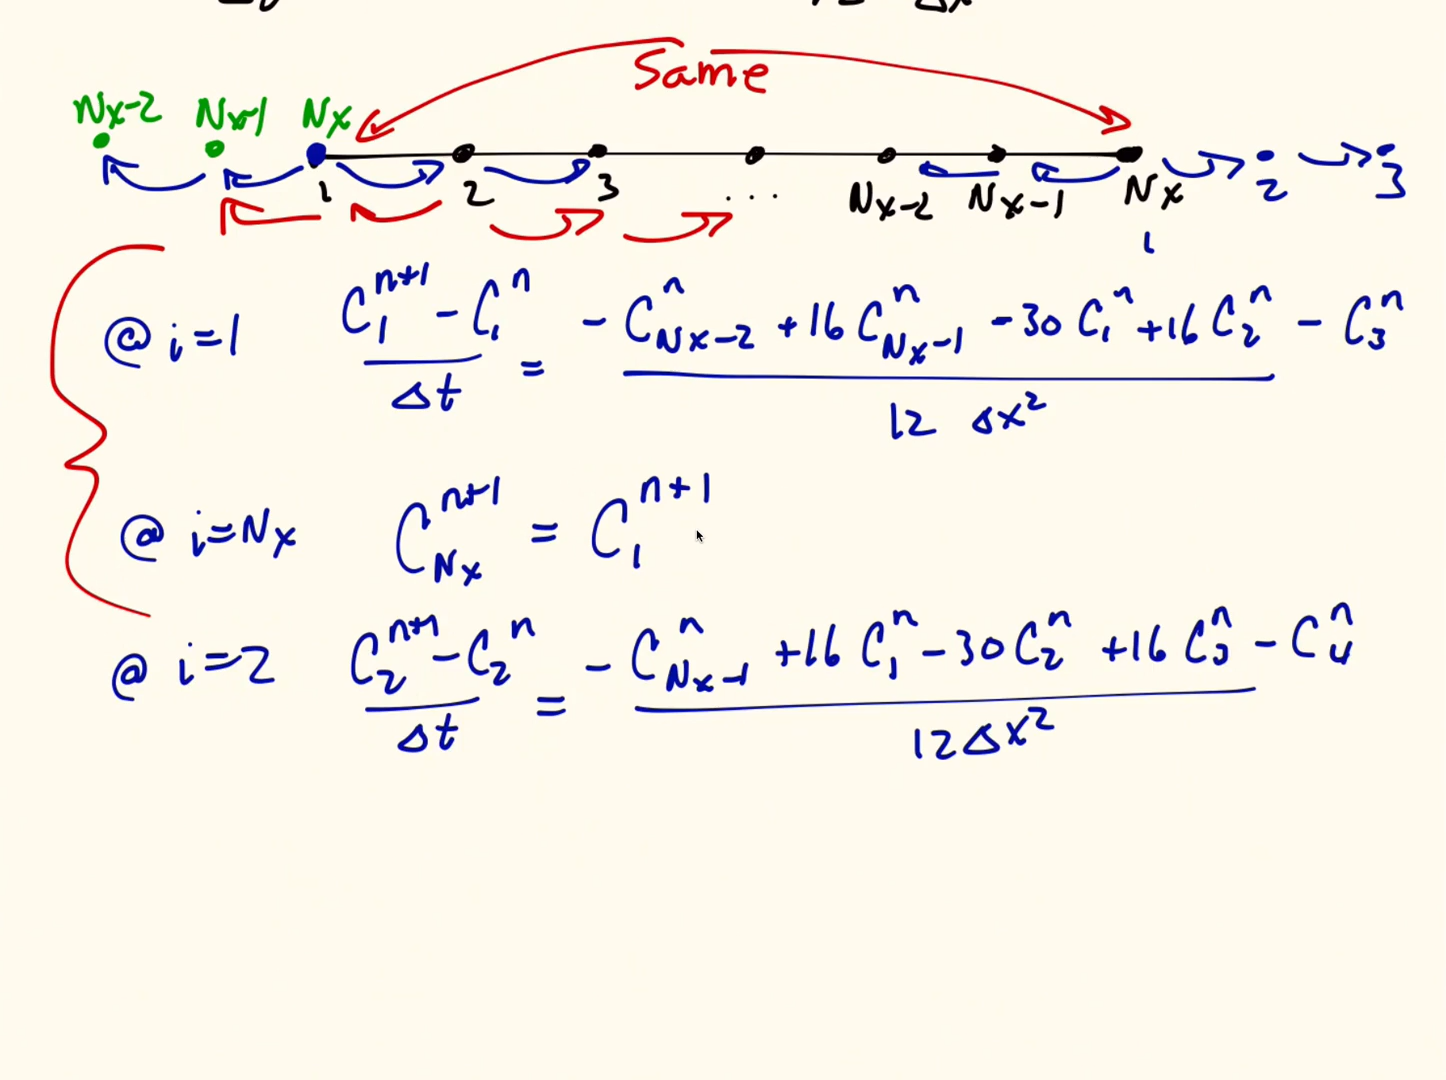 Same
Nx-2 Nx-1 Nx
1 2 3 ... Nx-2 Nx-1 Nx 2 3
1
@ i=1 (C_1^{n+1} - C_1^n)/Δt = (-C_{Nx-2}^n + 16 C_{Nx-1}^n - 30 C_1^n + 16 C_2^n - C_3^n)/(12 Δx^2)
@ i=Nx C_{Nx}^{n+1} = C_1^{n+1}
@ i=2 (C_2^{n+1} - C_2^n)/Δt = (-C_{Nx-1}^n + 16 C_1^n - 30 C_2^n + 16 C_3^n - C_4^n)/(12 Δx^2)